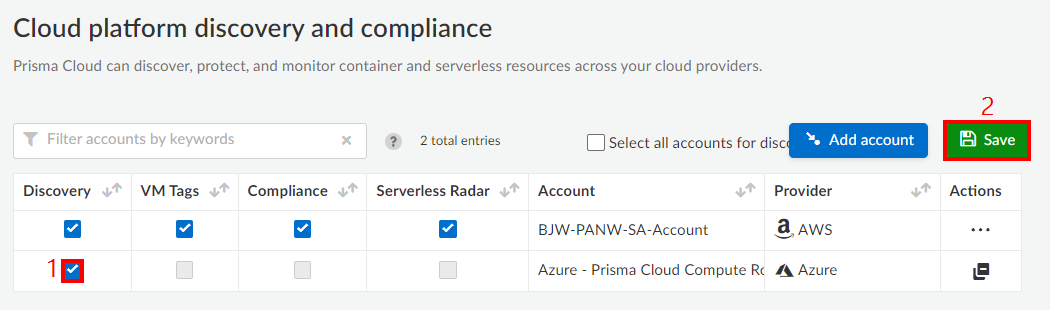 Cloud platform discovery and compliance
Prisma Cloud can discover, protect, and monitor container and serverless resources across your cloud providers.
2
Filter accounts by keywords
? 2 total entries
Select all accounts for disco
Add account
Save
Discovery VM Tags Compliance Serverless Radar Account Provider Actions
BJW-PANW-SA-Account AWS
1 Azure - Prisma Cloud Compute Ro Azure